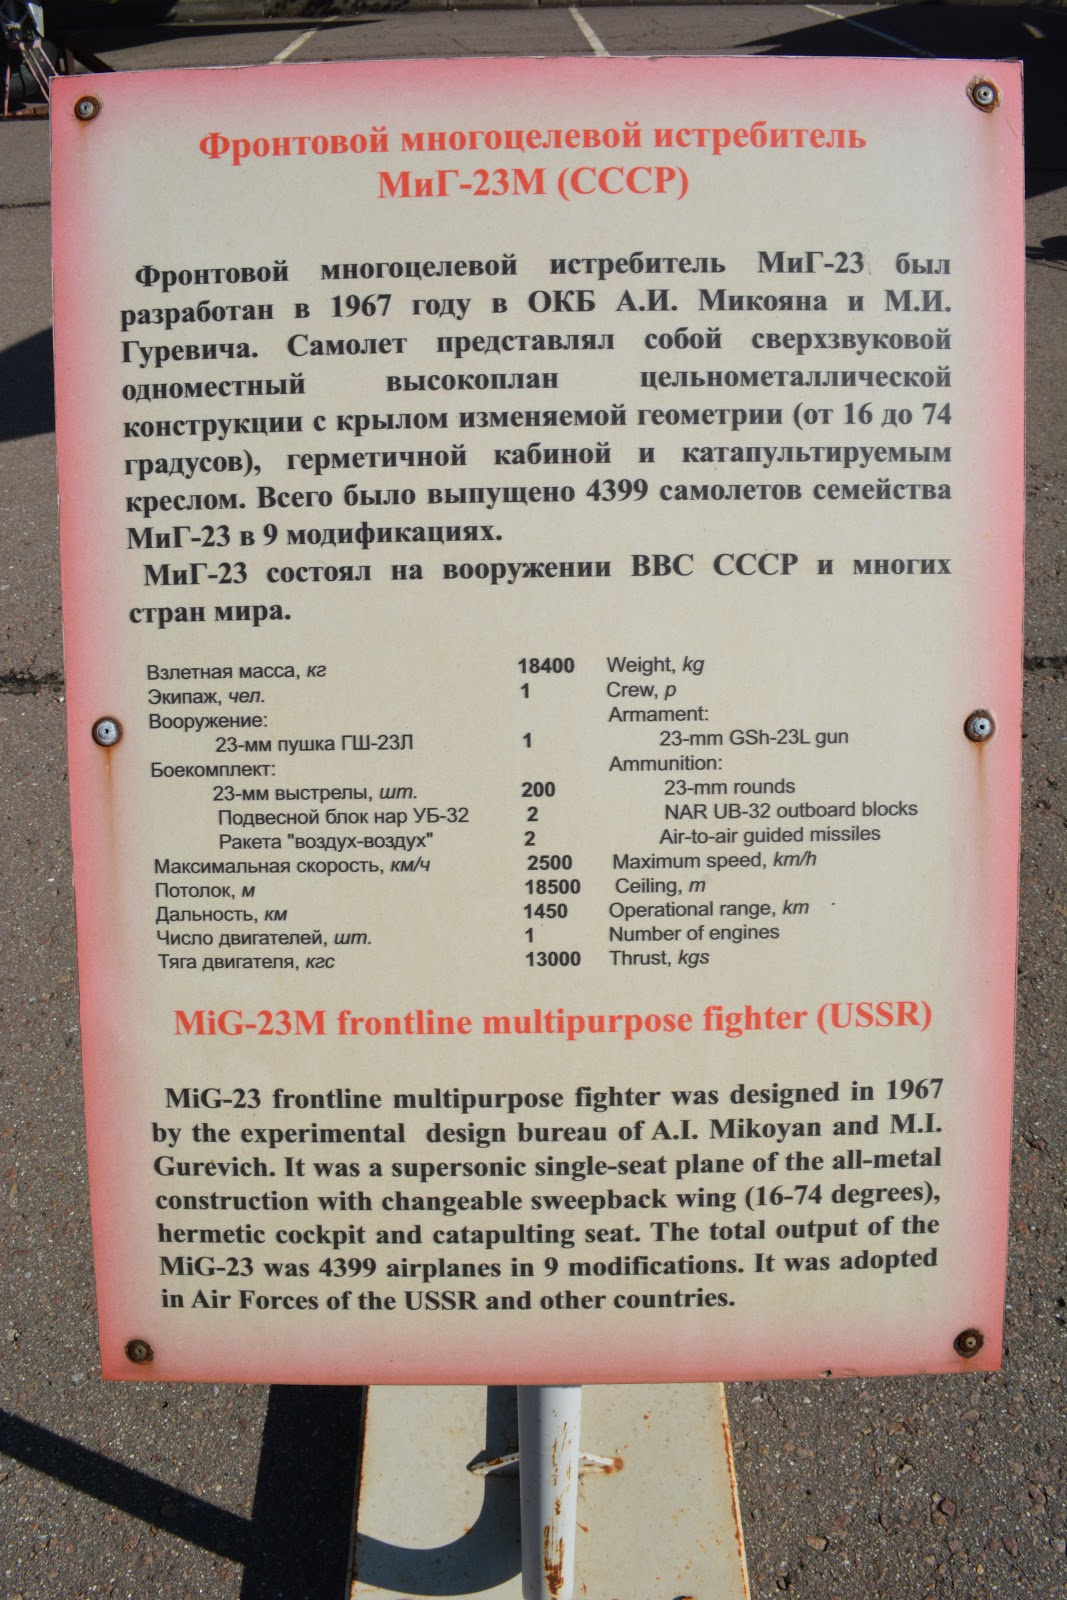 Фронтовой многоцелевой истребитель
МиГ-23М (СССР)
Фронтовой многоцелевой истребитель МиГ-23 был
разработан в 1967 году в ОКБ А.И. Микояна и М.И.
Гуревича. Самолет представлял собой сверхзвуковой
одноместный высокоплан цельнометаллической
конструкции с крылом изменяемой геометрии (от 16 до 74
градусов), герметичной кабиной и катапультируемым
креслом. Всего было выпущено 4399 самолетов семейства
МиГ-23 в 9 модификациях.
МиГ-23 состоял на вооружении ВВС СССР и многих
стран мира.
Взлетная масса, кг 18400 Weight, kg
Экипаж, чел. 1 Crew, p
Вооружение: Armament:
23-мм пушка ГШ-23Л 1 23-mm GSh-23L gun
Боекомплект: Ammunition:
23-мм выстрелы, шт. 200 23-mm rounds
Подвесной блок нар УБ-32 2 NAR UB-32 outboard blocks
Ракета "воздух-воздух" 2 Air-to-air guided missiles
Максимальная скорость, км/ч 2500 Maximum speed, km/h
Потолок, м 18500 Ceiling, m
Дальность, км 1450 Operational range, km
Число двигателей, шт. 1 Number of engines
Тяга двигателя, кгс 13000 Thrust, kgs
MiG-23M frontline multipurpose fighter (USSR)
MiG-23 frontline multipurpose fighter was designed in 1967
by the experimental design bureau of A.I. Mikoyan and M.I.
Gurevich. It was a supersonic single-seat plane of the all-metal
construction with changeable sweepback wing (16-74 degrees),
hermetic cockpit and catapulting seat. The total output of the
MiG-23 was 4399 airplanes in 9 modifications. It was adopted
in Air Forces of the USSR and other countries.